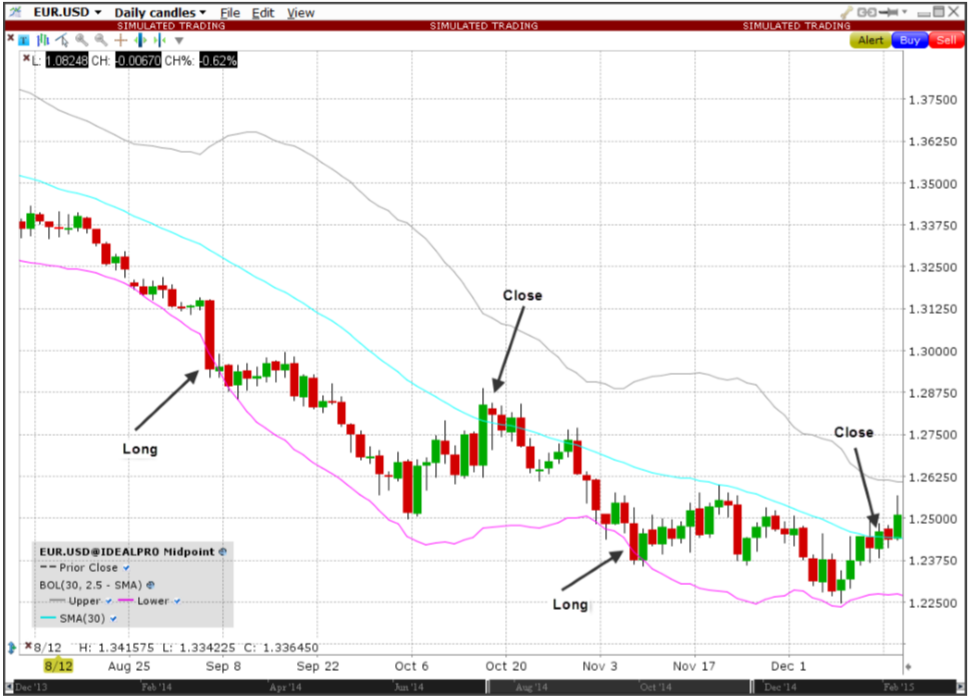 EUR.USD Daily candles File Edit View
SIMULATED TRADING SIMULATED TRADING SIMULATED TRADING
Alert Buy Sell
L: 1.08248 CH: -0.00670 CH%: -0.62%
1.37500
1.36250
1.35000
1.33750
1.32500
Close
1.31250
1.30000
1.28750
Close
1.27500
Long
1.26250
1.25000
EUR.USD@IDEALPRO Midpoint
Prior Close
1.23750
BOL(30, 2.5 - SMA)
Upper Lower
Long
1.22500
SMA(30)
8/12 H: 1.341575 L: 1.334225 C: 1.336450
8/12 Aug 25 Sep 8 Sep 22 Oct 6 Oct 20 Nov 3 Nov 17 Dec 1
Dec '13 Feb '14 Apr '14 Jun '14 Aug '14 Oct '14 Dec '14 Feb '15